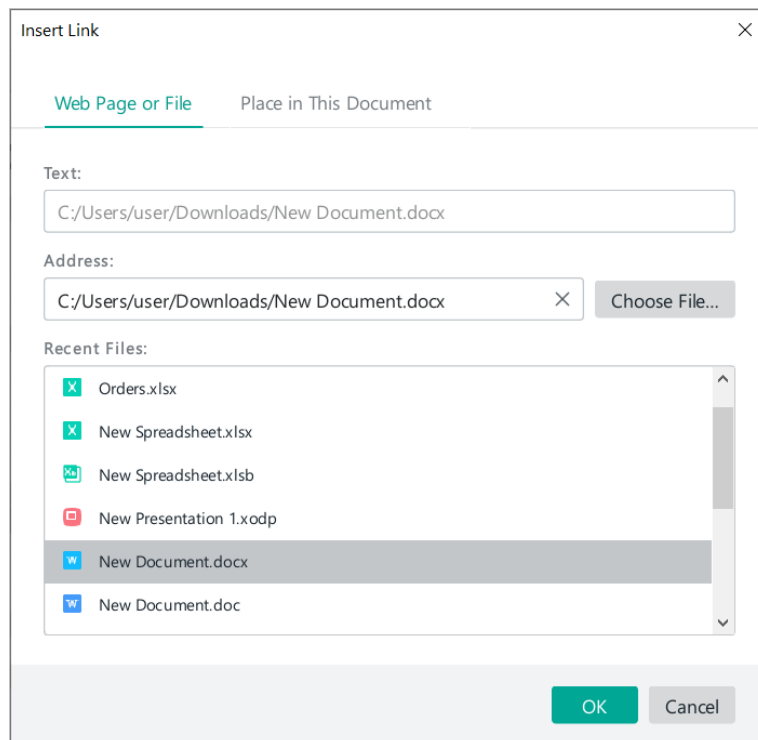 Insert Link
Web Page or File
Place in This Document
Text:
C:/Users/user/Downloads/New Document.docx
Address:
C:/Users/user/Downloads/New Document.docx
Choose File...
Recent Files:
Orders.xlsx
New Spreadsheet.xlsx
New Spreadsheet.xlsb
New Presentation 1.xodp
New Document.docx
New Document.doc
OK
Cancel